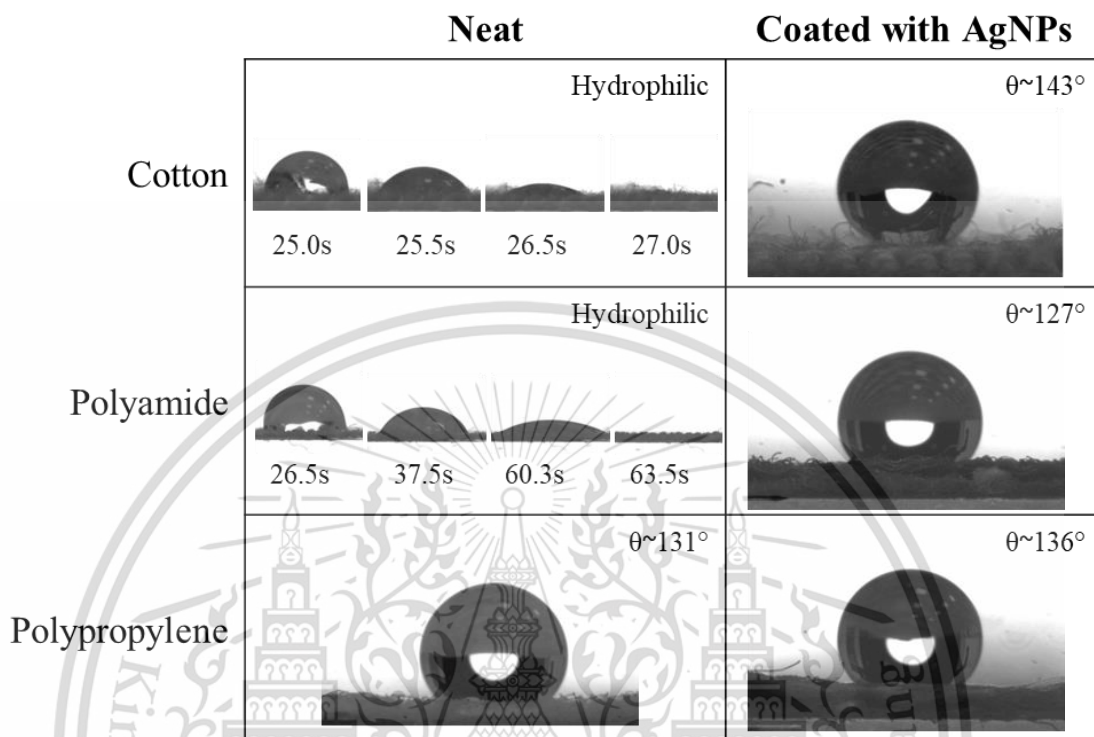 Neat
Coated with AgNPs
Cotton
Hydrophilic
25.0s
25.5s
26.5s
27.0s
θ~143°
Polyamide
Hydrophilic
26.5s
37.5s
60.3s
63.5s
θ~127°
Polypropylene
θ~131°
θ~136°